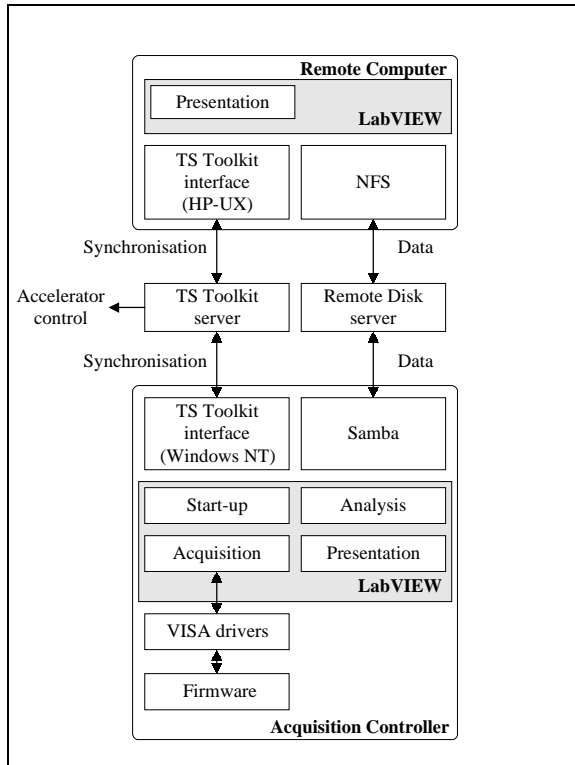 Remote Computer
Presentation
LabVIEW
TS Toolkit
interface
(HP-UX)
NFS
Synchronisation
Data
Accelerator
control
TS Toolkit
server
Remote Disk
server
Synchronisation
Data
TS Toolkit
interface
(Windows NT)
Samba
Start-up
Analysis
Acquisition
Presentation
LabVIEW
VISA drivers
Firmware
Acquisition Controller